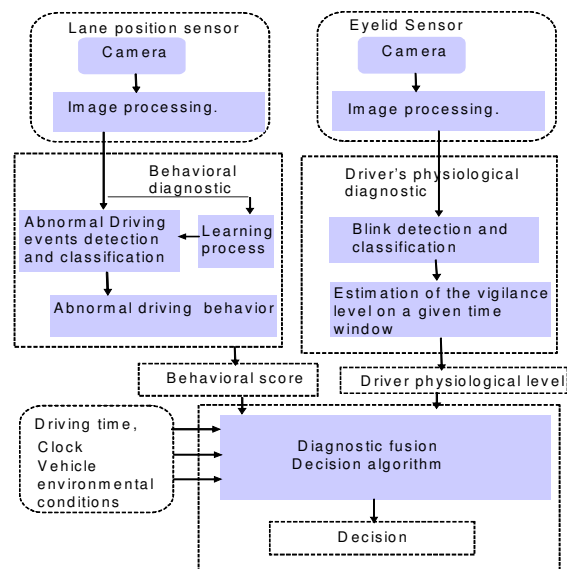 Lane position sensor
Camera
Image processing.
Eyelid Sensor
Camera
Image processing.
Behavioral
diagnostic
Abnormal Driving
events detection
and classification
Learning
process
Abnormal driving behavior
Driver's physiological
diagnostic
Blink detection and
classification
Estimation of the vigilance
level on a given time
window
Behavioral score
Driver physiological level
Driving time,
Clock
Vehicle
environmental
conditions
Diagnostic fusion
Decision algorithm
Decision